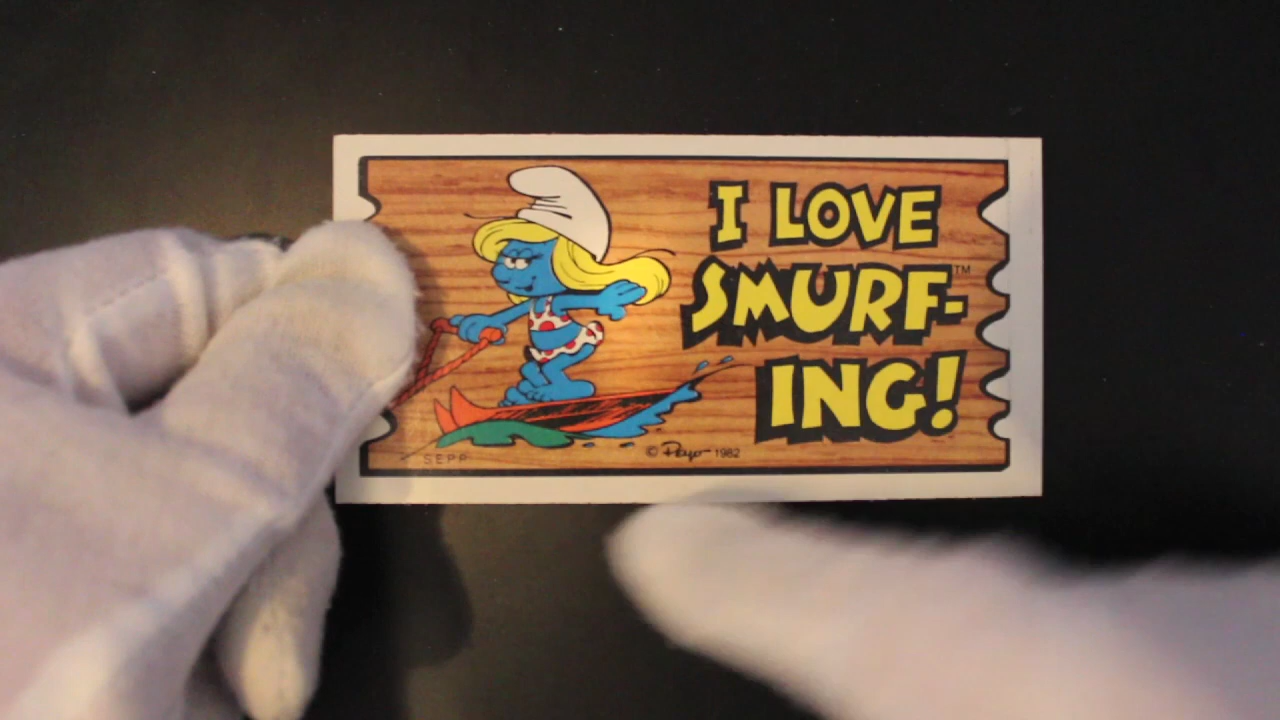 I LOVE
SMURF-™
ING!
SEPP
© Peyo 1982